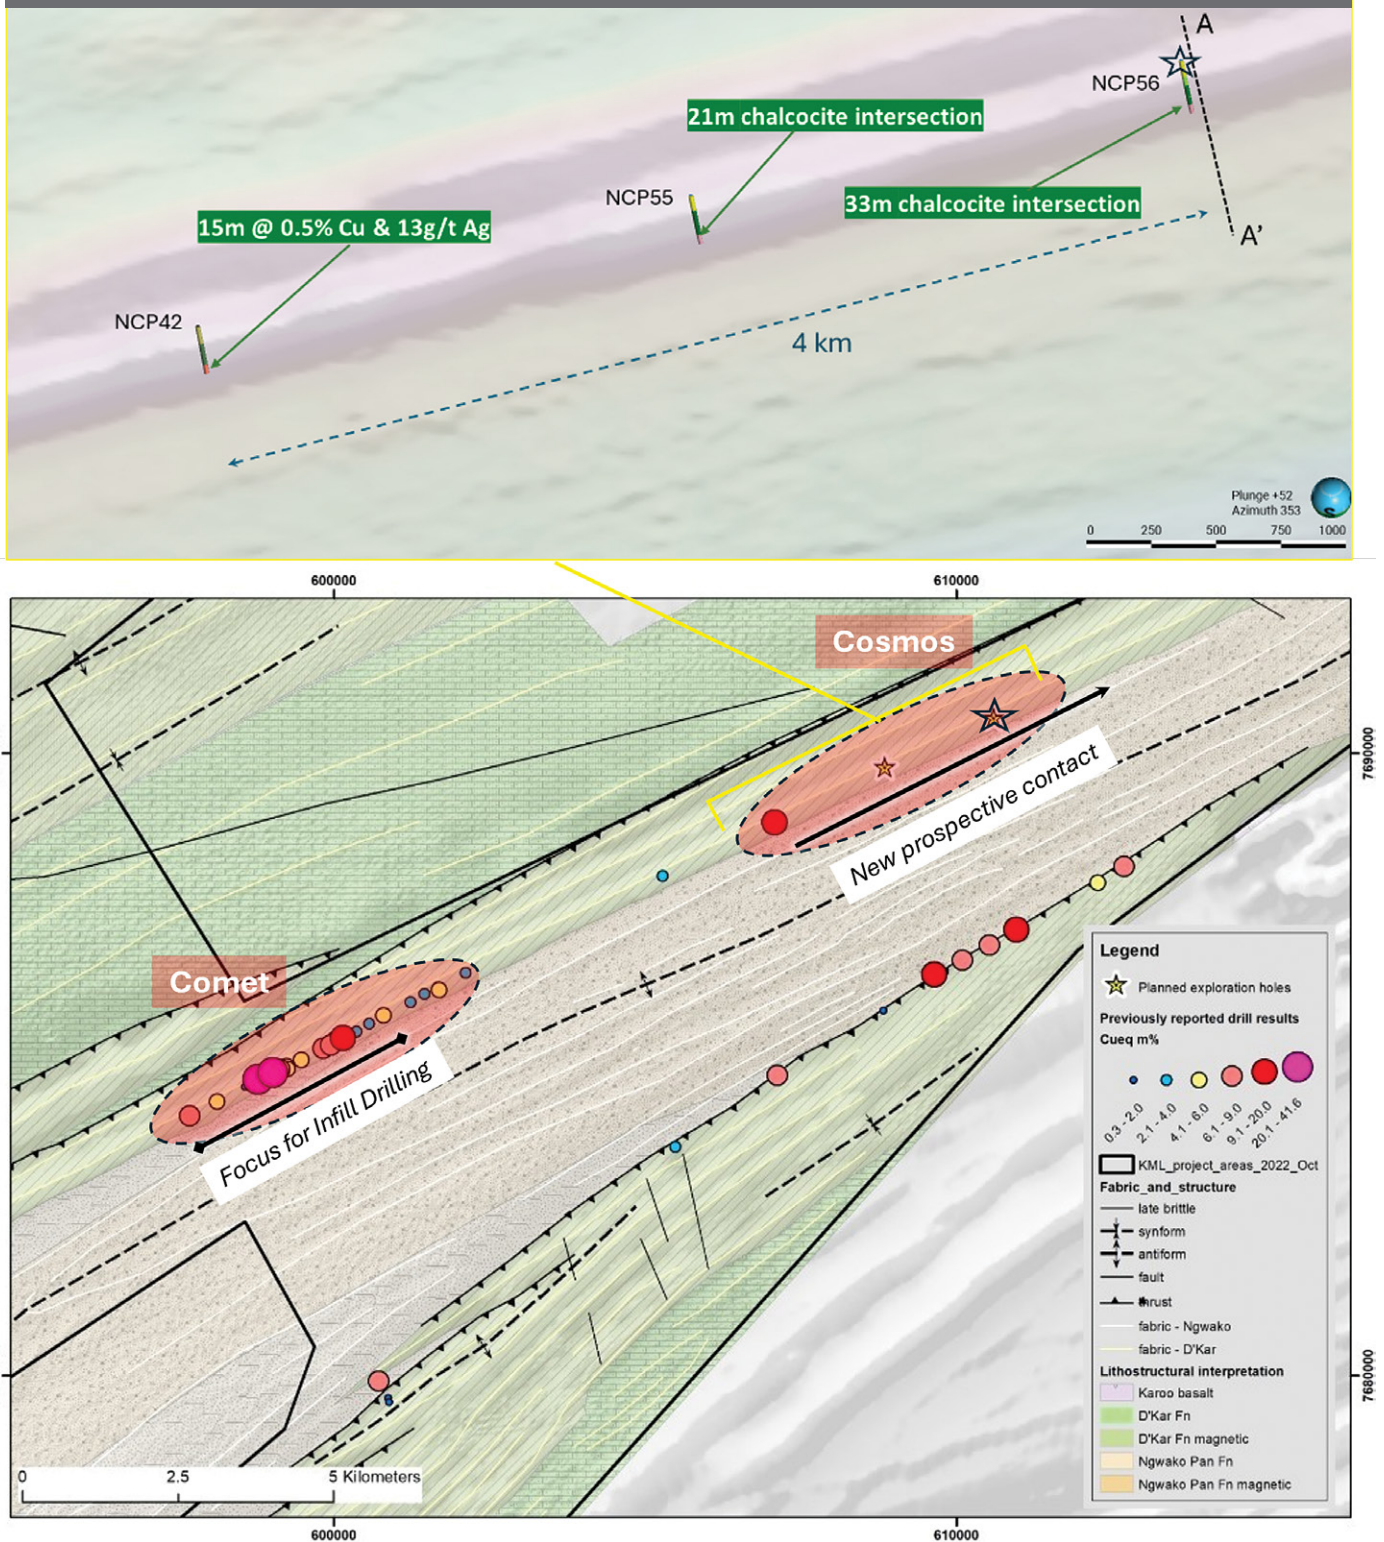 A
NCP56
21m chalcocite intersection
NCP55
33m chalcocite intersection
15m @ 0.5% Cu & 13g/t Ag
A’
NCP42
4 km
Plunge +52
Azimuth 353
0 250 500 750 1000
600000 610000
Cosmos
7690000
New prospective contact
Comet
Focus for Infill Drilling
Legend
Planned exploration holes
Previously reported drill results
Cueq m%
0.3 - 2.0
2.1 - 4.0
4.1 - 6.0
6.1 - 9.0
9.1 - 20.0
20.1 - 41.6
KML_project_areas_2022_Oct
Fabric_and_structure
late brittle
synform
antiform
fault
thrust
fabric - Ngwako
fabric - D'Kar
Lithostructural interpretation
Karoo basalt
D'Kar Fn
D'Kar Fn magnetic
Ngwako Pan Fn
Ngwako Pan Fn magnetic
7680000
0 2.5 5 Kilometers
600000 610000